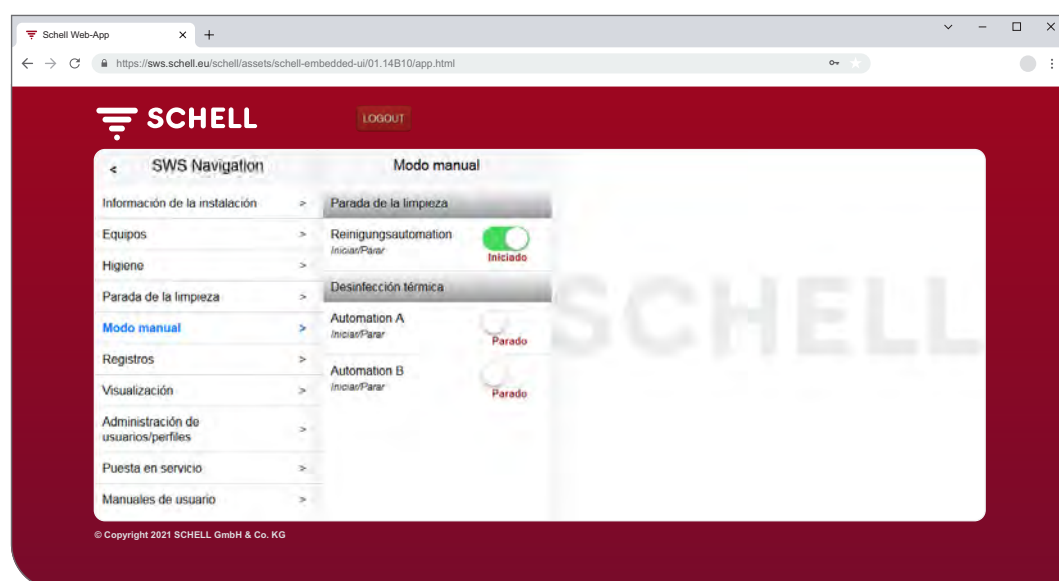 Schell Web-App
https://sws.schell.eu/schell/assets/schell-embedded-ui/01.14B10/app.html
SCHELL
LOGOUT
SWS Navigation
Modo manual
Información de la instalación
Equipos
Higiene
Parada de la limpieza
Modo manual
Registros
Visualización
Administración de
usuarios/perfiles
Puesta en servicio
Manuales de usuario
Parada de la limpieza
Reinigungsautomation
Iniciar/Parar
Iniciado
Desinfección térmica
Automation A
Iniciar/Parar
Parado
Automation B
Iniciar/Parar
Parado
SCHELL
© Copyright 2021 SCHELL GmbH & Co. KG